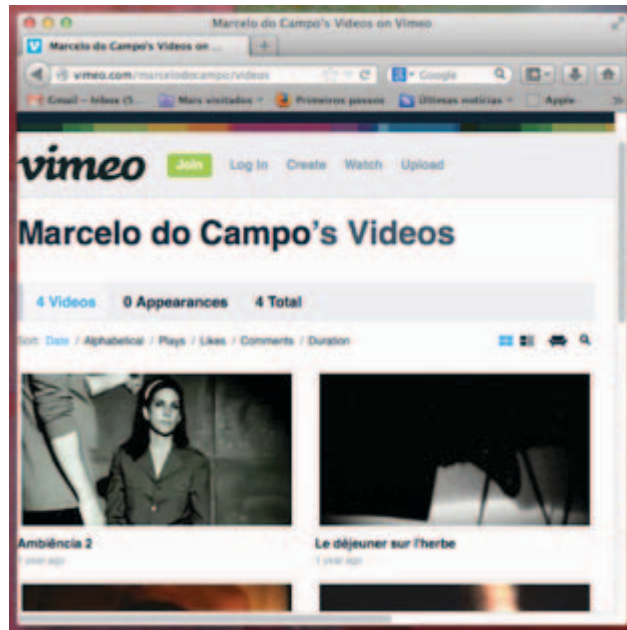 Marcelo do Campo's Videos on Vimeo
Marcelo do Campo's Videos on ...
vimeo.com/marcelodocampo/videos
Google
Gmail - Inbox (5...
Mais visitados
Primeiros passos
Últimas notícias
Apple
vimeo
Join Log In Create Watch Upload
Marcelo do Campo's Videos
4 Videos 0 Appearances 4 Total
Sort: Date / Alphabetical / Plays / Likes / Comments / Duration
Ambiência 2
Le déjeuner sur l'herbe
1 year ago
1 year ago